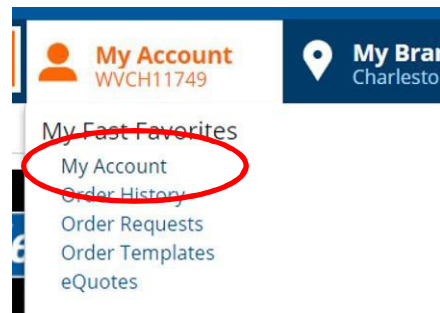 My Account
WVCH11749
My Bran
Charlesto
My Fast Favorites
My Account
Order History
Order Requests
Order Templates
eQuotes